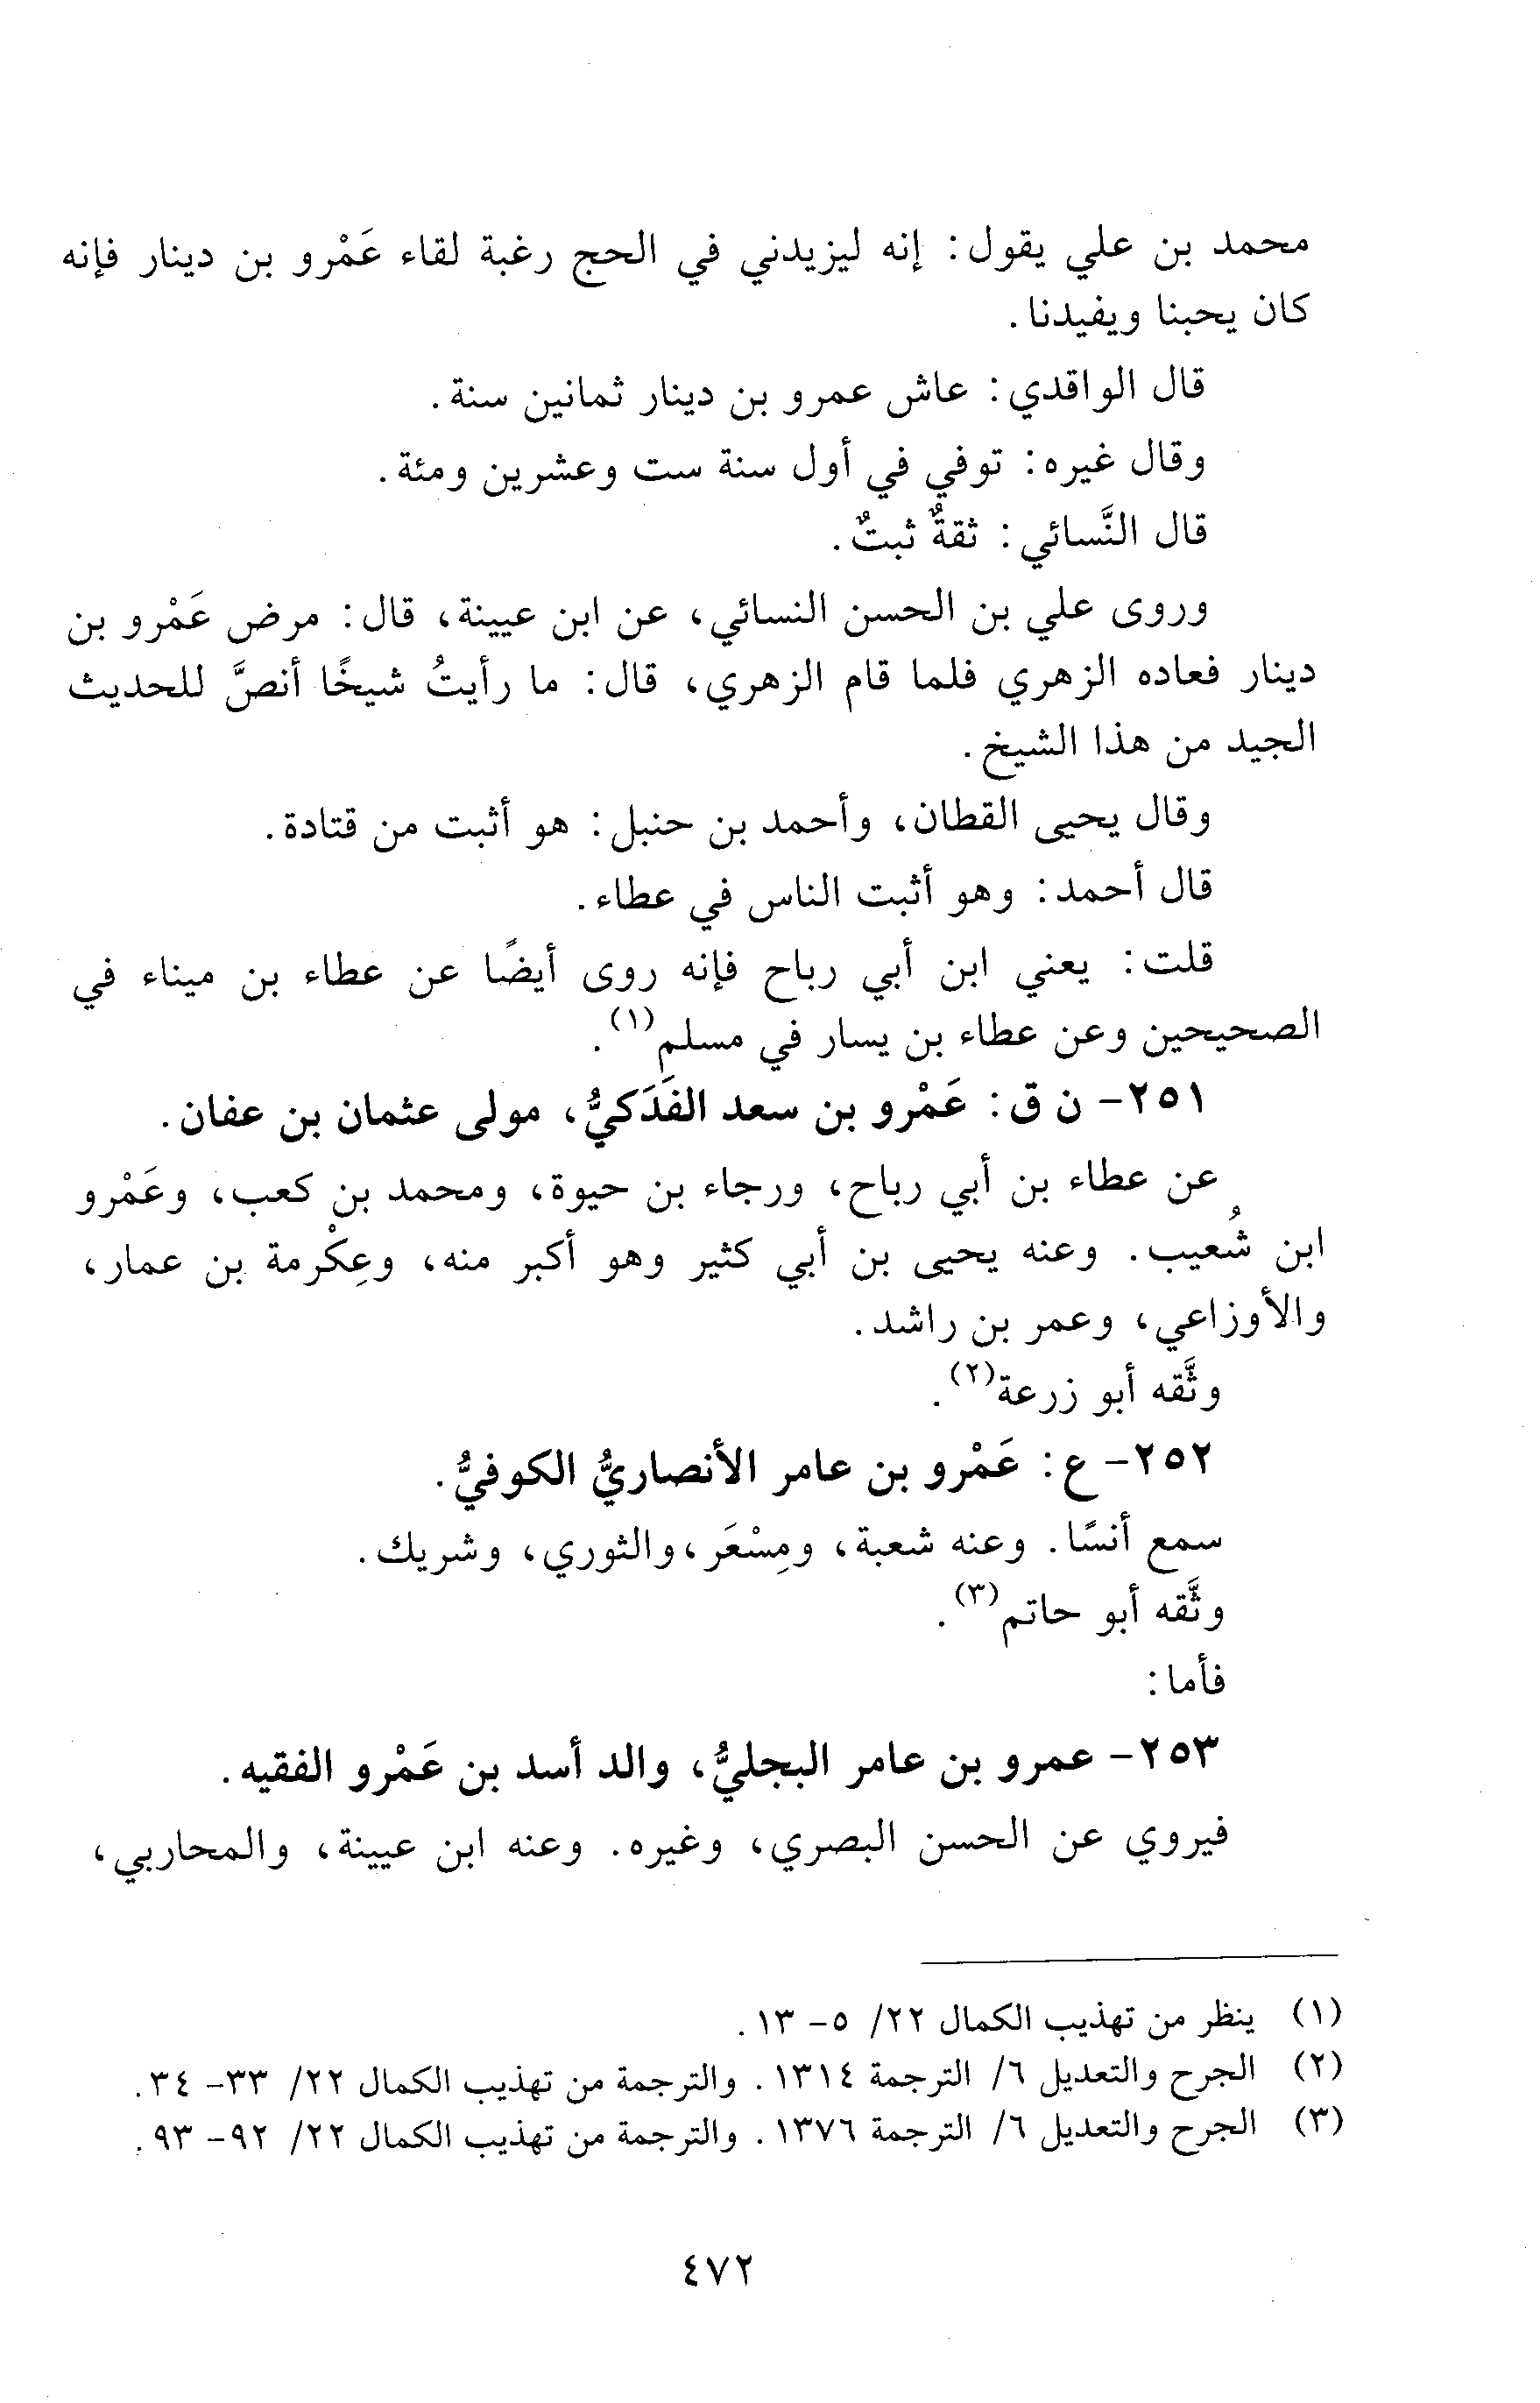 محمد بن علي يقول: إنه ليزيدني في الحج رغبة لقاء عَمْرو بن دينار فإنه
كان يحبنا ويفيدنا.
قال الواقدي: عاش عمرو بن دينار ثمانين سنة.
وقال غيره: توفي في أول سنة ست وعشرين ومئة.
قال النَّسائي: ثقةٌ ثبتٌ.
وروى علي بن الحسن النسائي، عن ابن عيينة، قال: مرض عَمْرو بن
دينار فعاده الزهري فلما قام الزهري، قال: ما رأيتُ شيخًا أنصَّ للحديث
الجيد من هذا الشيخ.
وقال يحيى القطان، وأحمد بن حنبل: هو أثبت من قتادة.
قال أحمد: وهو أثبت الناس في عطاء.
قلت: يعني ابن أبي رباح فإنه روى أيضًا عن عطاء بن ميناء في
الصحيحين وعن عطاء بن يسار في مسلم(١).
٢٥١- ن ق: عَمْرو بن سعد الفَدَكيُّ، مولى عثمان بن عفان.
عن عطاء بن أبي رباح، ورجاء بن حيوة، ومحمد بن كعب، وعَمْرو
ابن شُعيب. وعنه يحيى بن أبي كثير وهو أكبر منه، وعِكْرمة بن عمار،
والأوزاعي، وعمر بن راشد.
وثَّقه أبو زرعة(٢).
٢٥٢- ع: عَمْرو بن عامر الأنصاريُّ الكوفيُّ.
سمع أنسًا. وعنه شعبة، ومِسْعَر، والثوري، وشريك.
وثَّقه أبو حاتم(٣).
فأما:
٢٥٣- عمرو بن عامر البجليُّ، والد أسد بن عَمْرو الفقيه.
فيروي عن الحسن البصري، وغيره. وعنه ابن عيينة، والمحاربي،
(١) ينظر من تهذيب الكمال ٢٢/ ٥- ١٣.
(٢) الجرح والتعديل ٦/ الترجمة ١٣١٤. والترجمة من تهذيب الكمال ٢٢/ ٣٣- ٣٤.
(٣) الجرح والتعديل ٦/ الترجمة ١٣٧٦. والترجمة من تهذيب الكمال ٢٢/ ٩٢- ٩٣.
٤٧٢